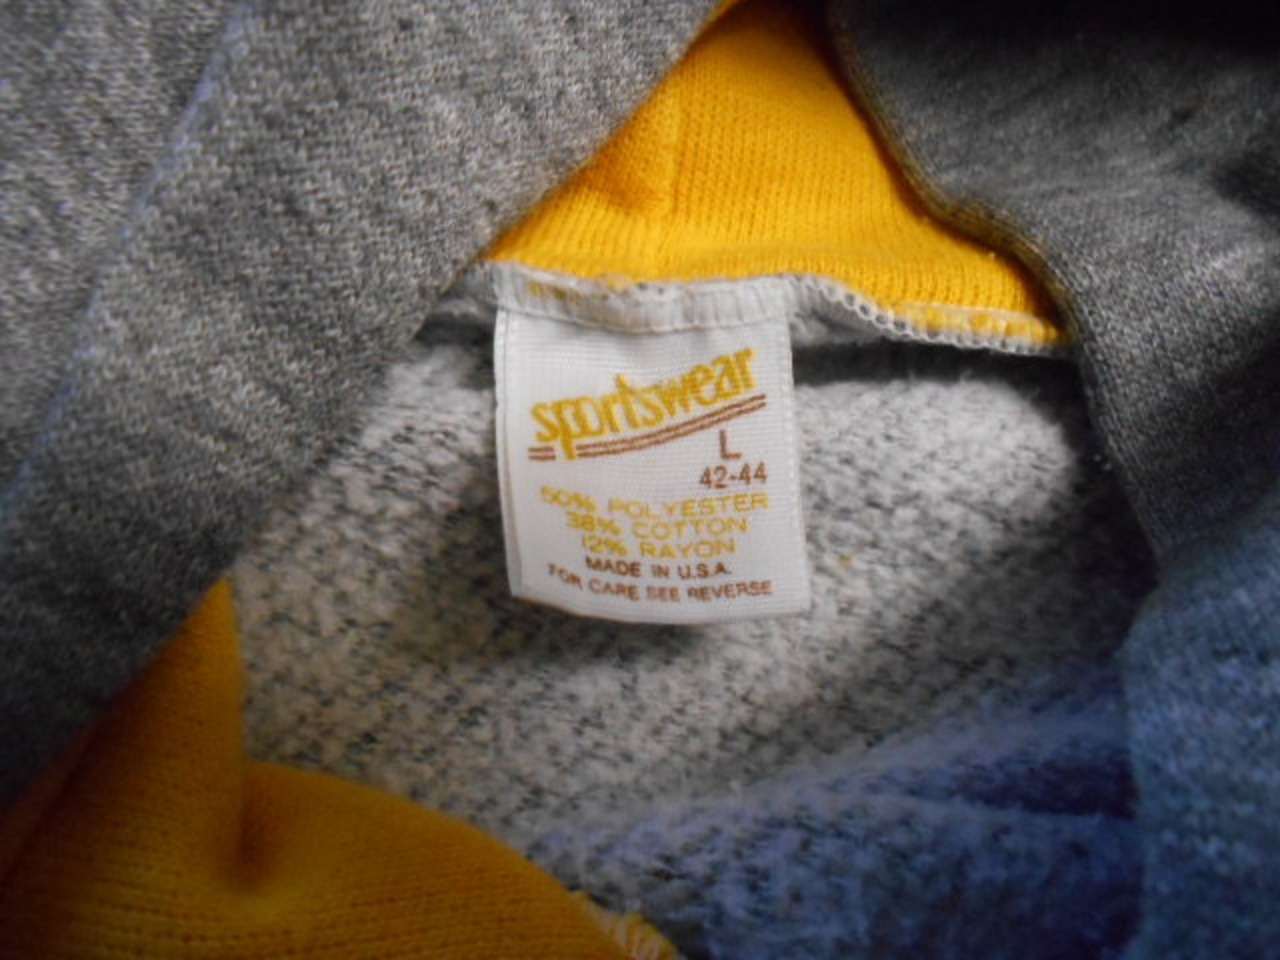 sportswear
L
42-44
50% POLYESTER
38% COTTON
12% RAYON
MADE IN U.S.A.
FOR CARE SEE REVERSE